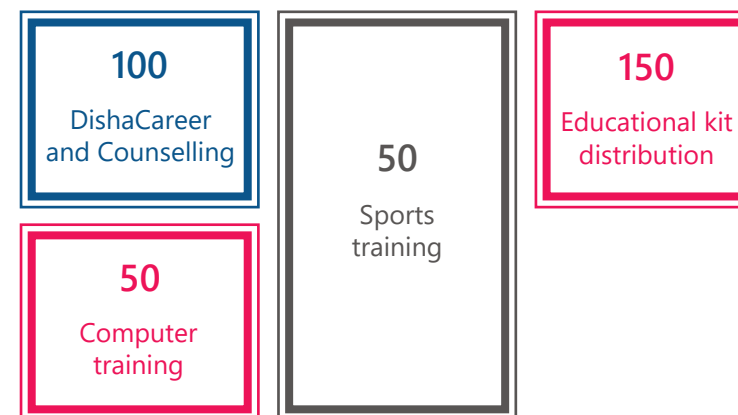 100
DishaCareer
and Counselling
50
Computer
training
50
Sports
training
150
Educational kit
distribution